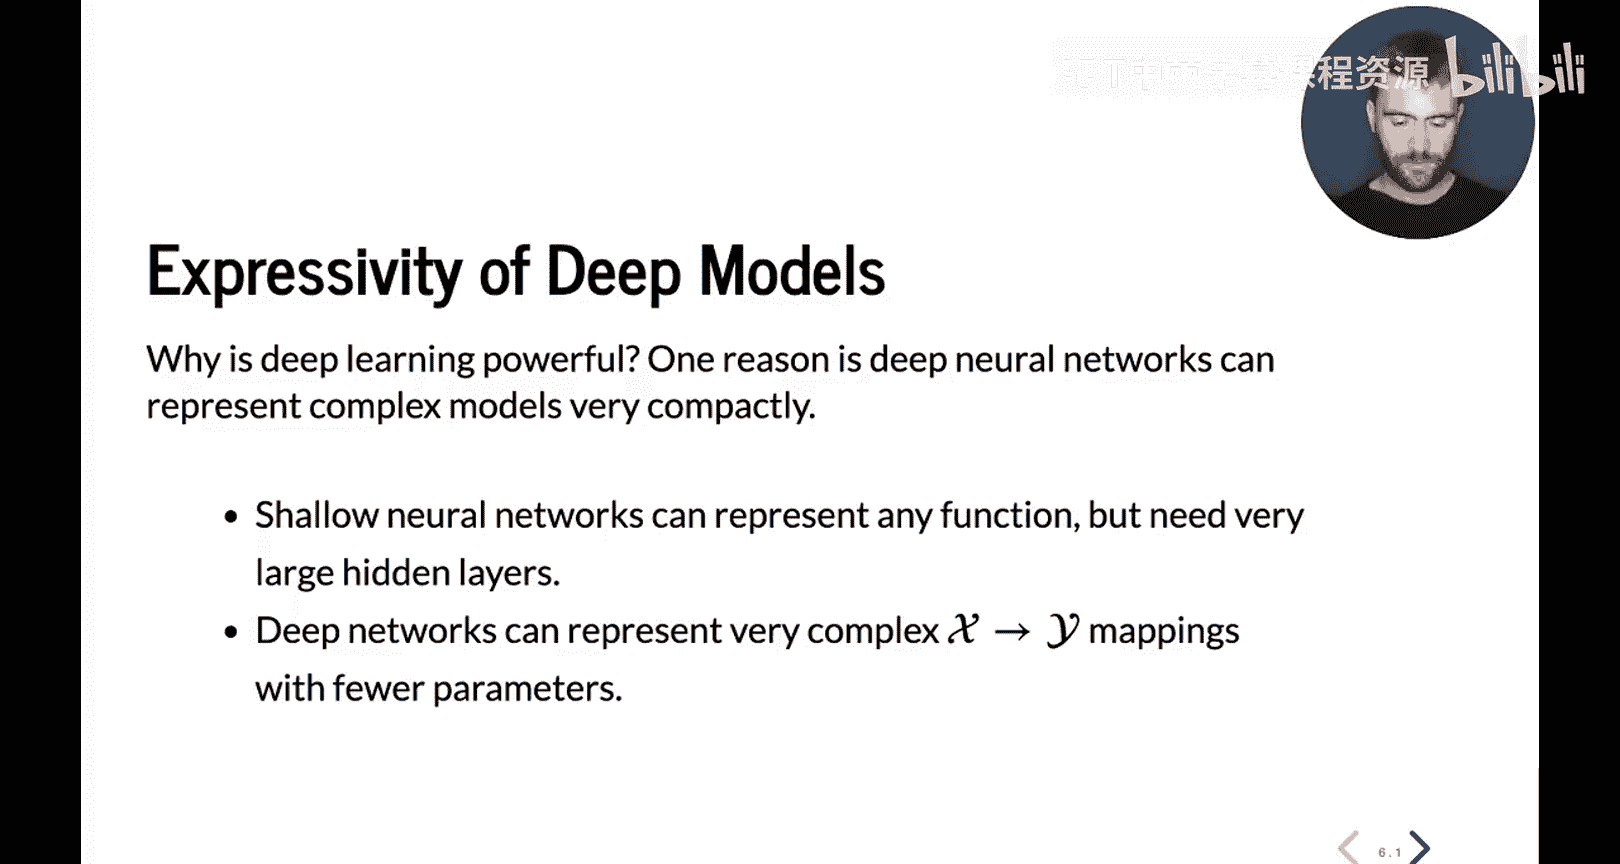 课程资源 bilibili
Expressivity of Deep Models
Why is deep learning powerful? One reason is deep neural networks can
represent complex models very compactly.
• Shallow neural networks can represent any function, but need very
large hidden layers.
• Deep networks can represent very complex 𝒳 → 𝒴 mappings
with fewer parameters.
6.1